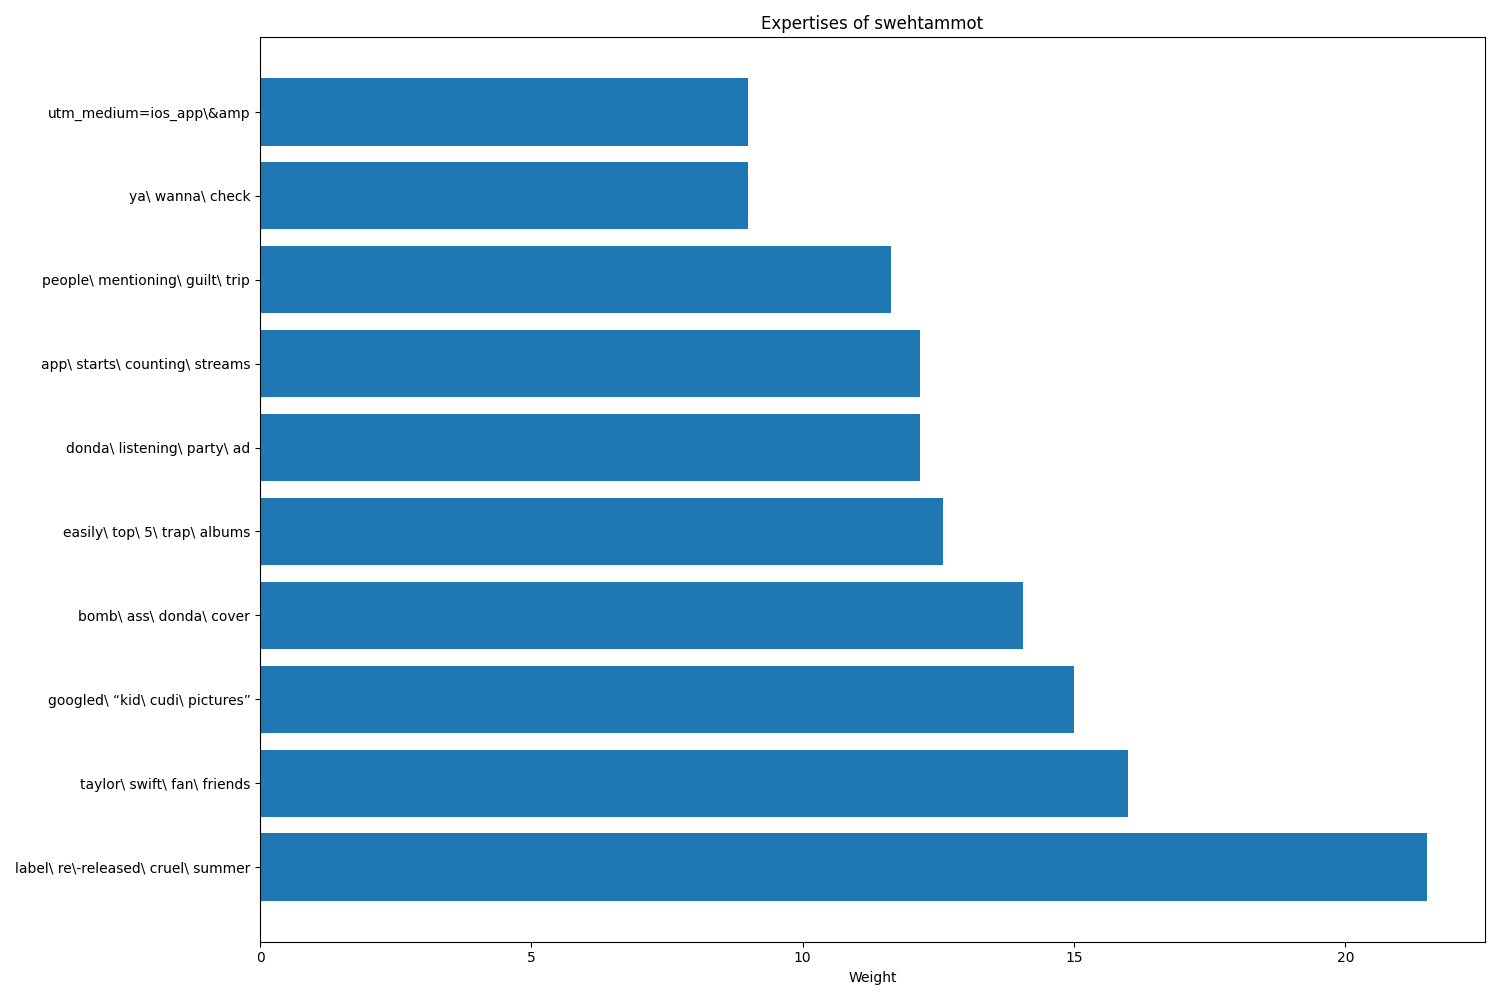 Expertises of swehtammot
utm_medium=ios_app\&amp
ya\ wanna\ check
people\ mentioning\ guilt\ trip
app\ starts\ counting\ streams
donda\ listening\ party\ ad
easily\ top\ 5\ trap\ albums
bomb\ ass\ donda\ cover
googled\ “kid\ cudi\ pictures”
taylor\ swift\ fan\ friends
label\ re\-released\ cruel\ summer
0 5 10 15 20
Weight